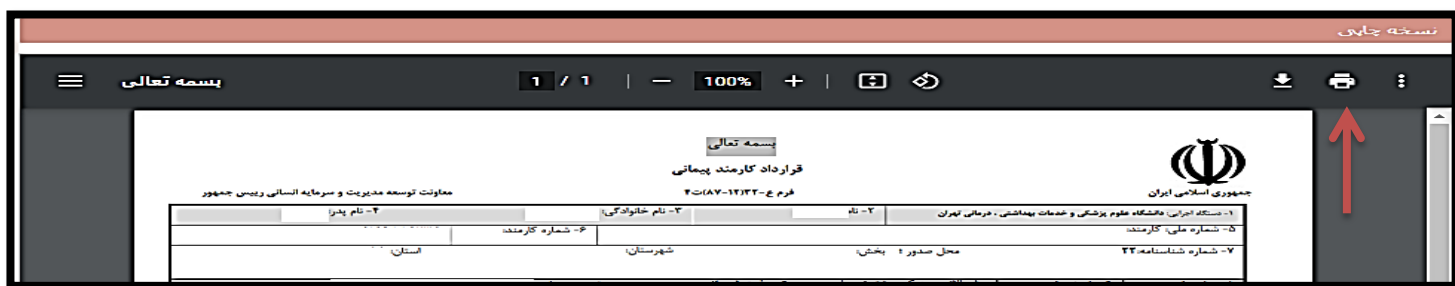 نسخه چاپی
بسمه تعالی
1 / 1
100%
بسمه تعالی
قرارداد کارمند پیمانی
جمهوری اسلامی ایران
فرم ع-۳۳(۱۲-۸۷)ت۴
معاونت توسعه مدیریت و سرمایه انسانی رییس جمهور
۱- دستگاه اجرایی: دانشگاه علوم پزشکی و خدمات بهداشتی ، درمانی تهران ۲- نام ۳- نام خانوادگی: ۴- نام پدر:
۵- شماره ملی: کارمند: ۶- شماره کارمند:
۷- شماره شناسنامه:۲۳ محل صدور : بخش: شهرستان: استان: